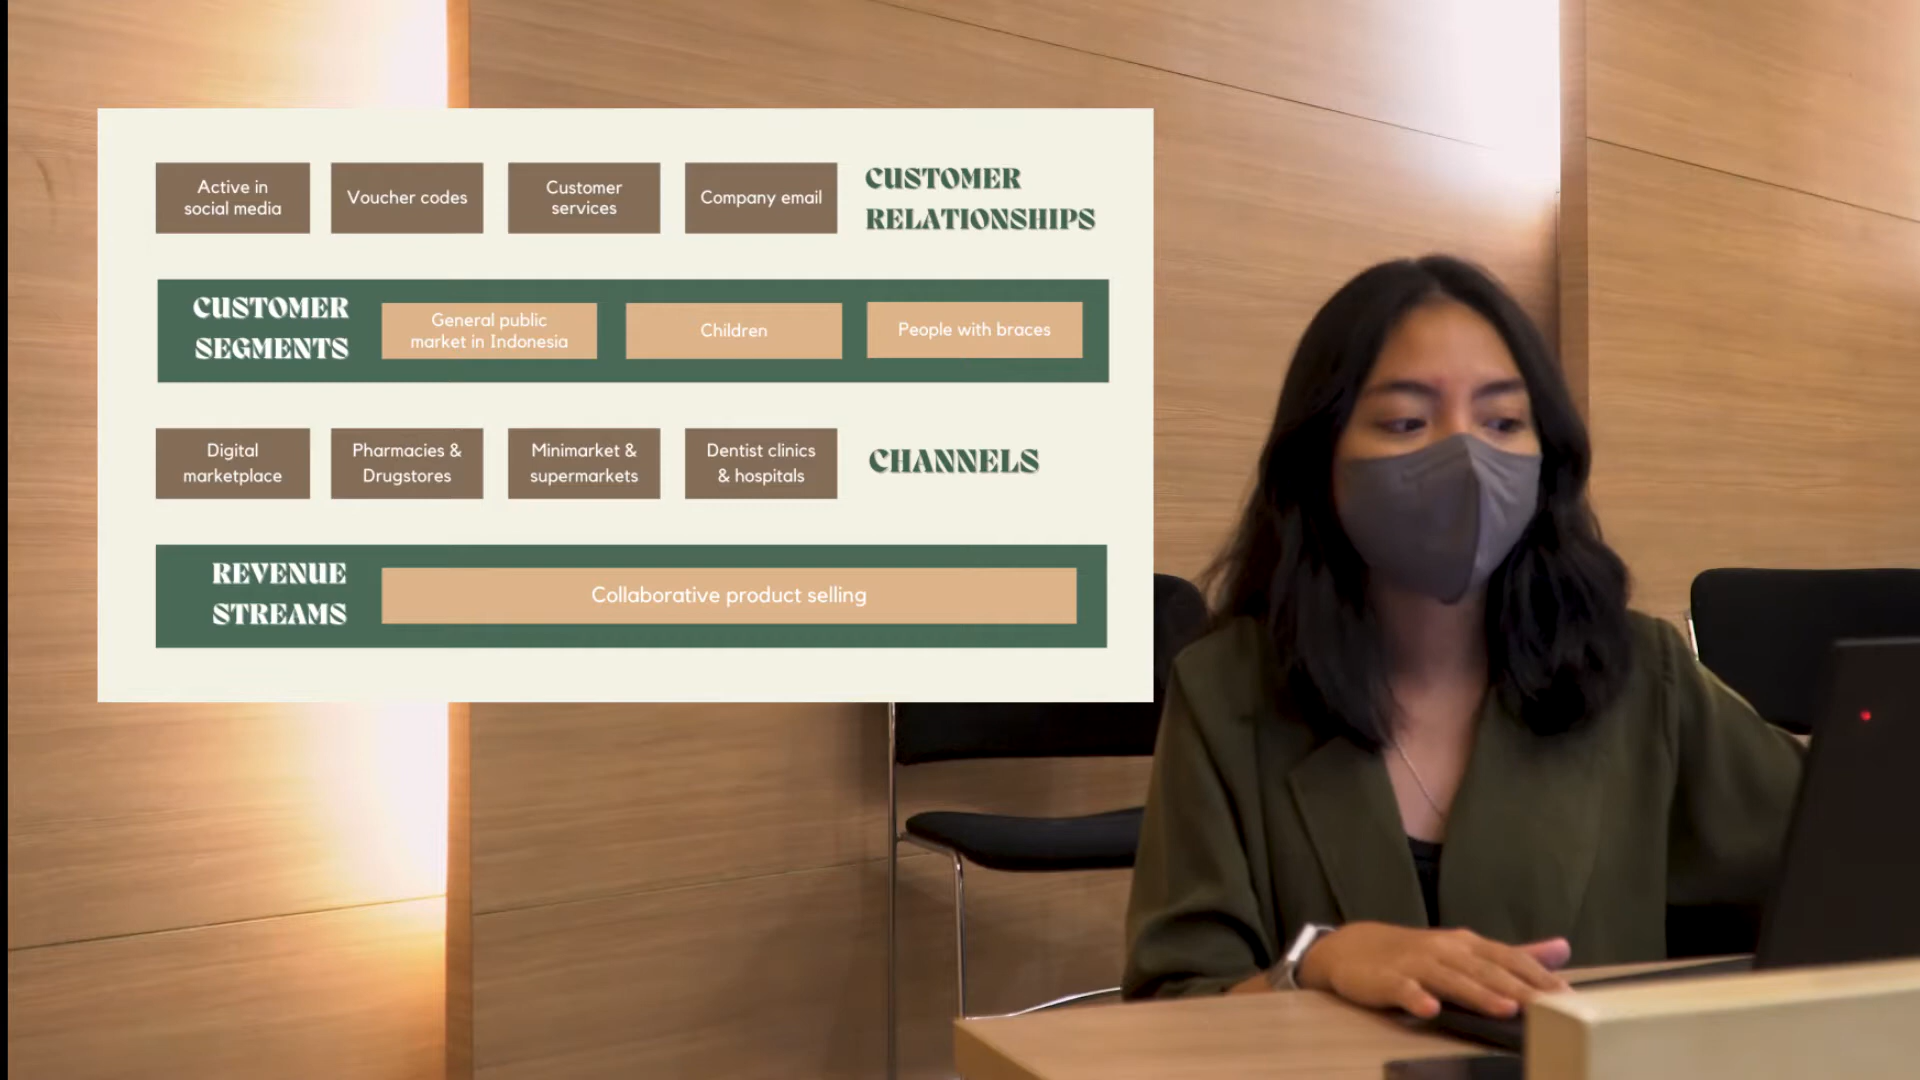 Active in
social media
Voucher codes
Customer
services
Company email
CUSTOMER
RELATIONSHIPS
CUSTOMER
SEGMENTS
General public
market in Indonesia
Children
People with braces
Digital
marketplace
Pharmacies &
Drugstores
Minimarket &
supermarkets
Dentist clinics
& hospitals
CHANNELS
REVENUE
STREAMS
Collaborative product selling